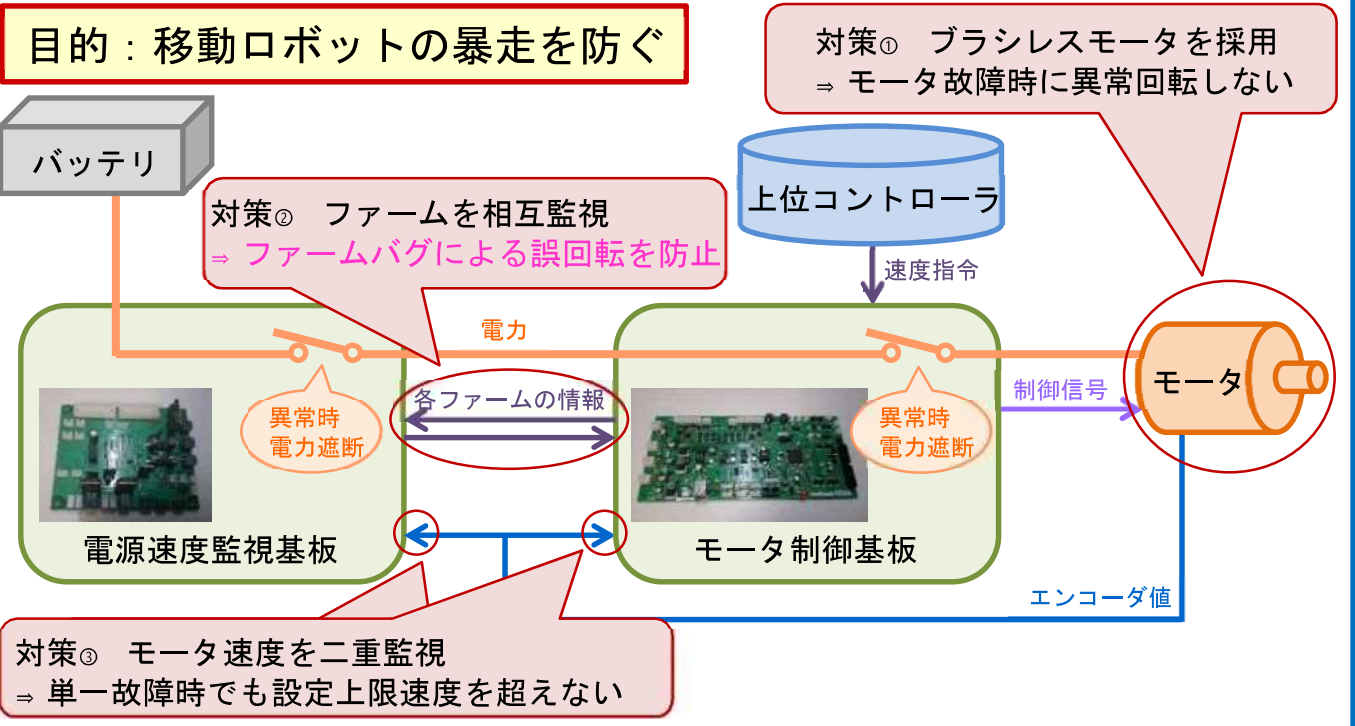 目的：移動ロボットの暴走を防ぐ
対策① ブラシレスモータを採用
⇒ モータ故障時に異常回転しない
バッテリ
対策② ファームを相互監視
⇒ ファームバグによる誤回転を防止
上位コントローラ
速度指令
電力
異常時
電力遮断
各ファームの情報
異常時
電力遮断
制御信号
モータ
電源速度監視基板
モータ制御基板
エンコーダ値
対策③ モータ速度を二重監視
⇒ 単一故障時でも設定上限速度を超えない